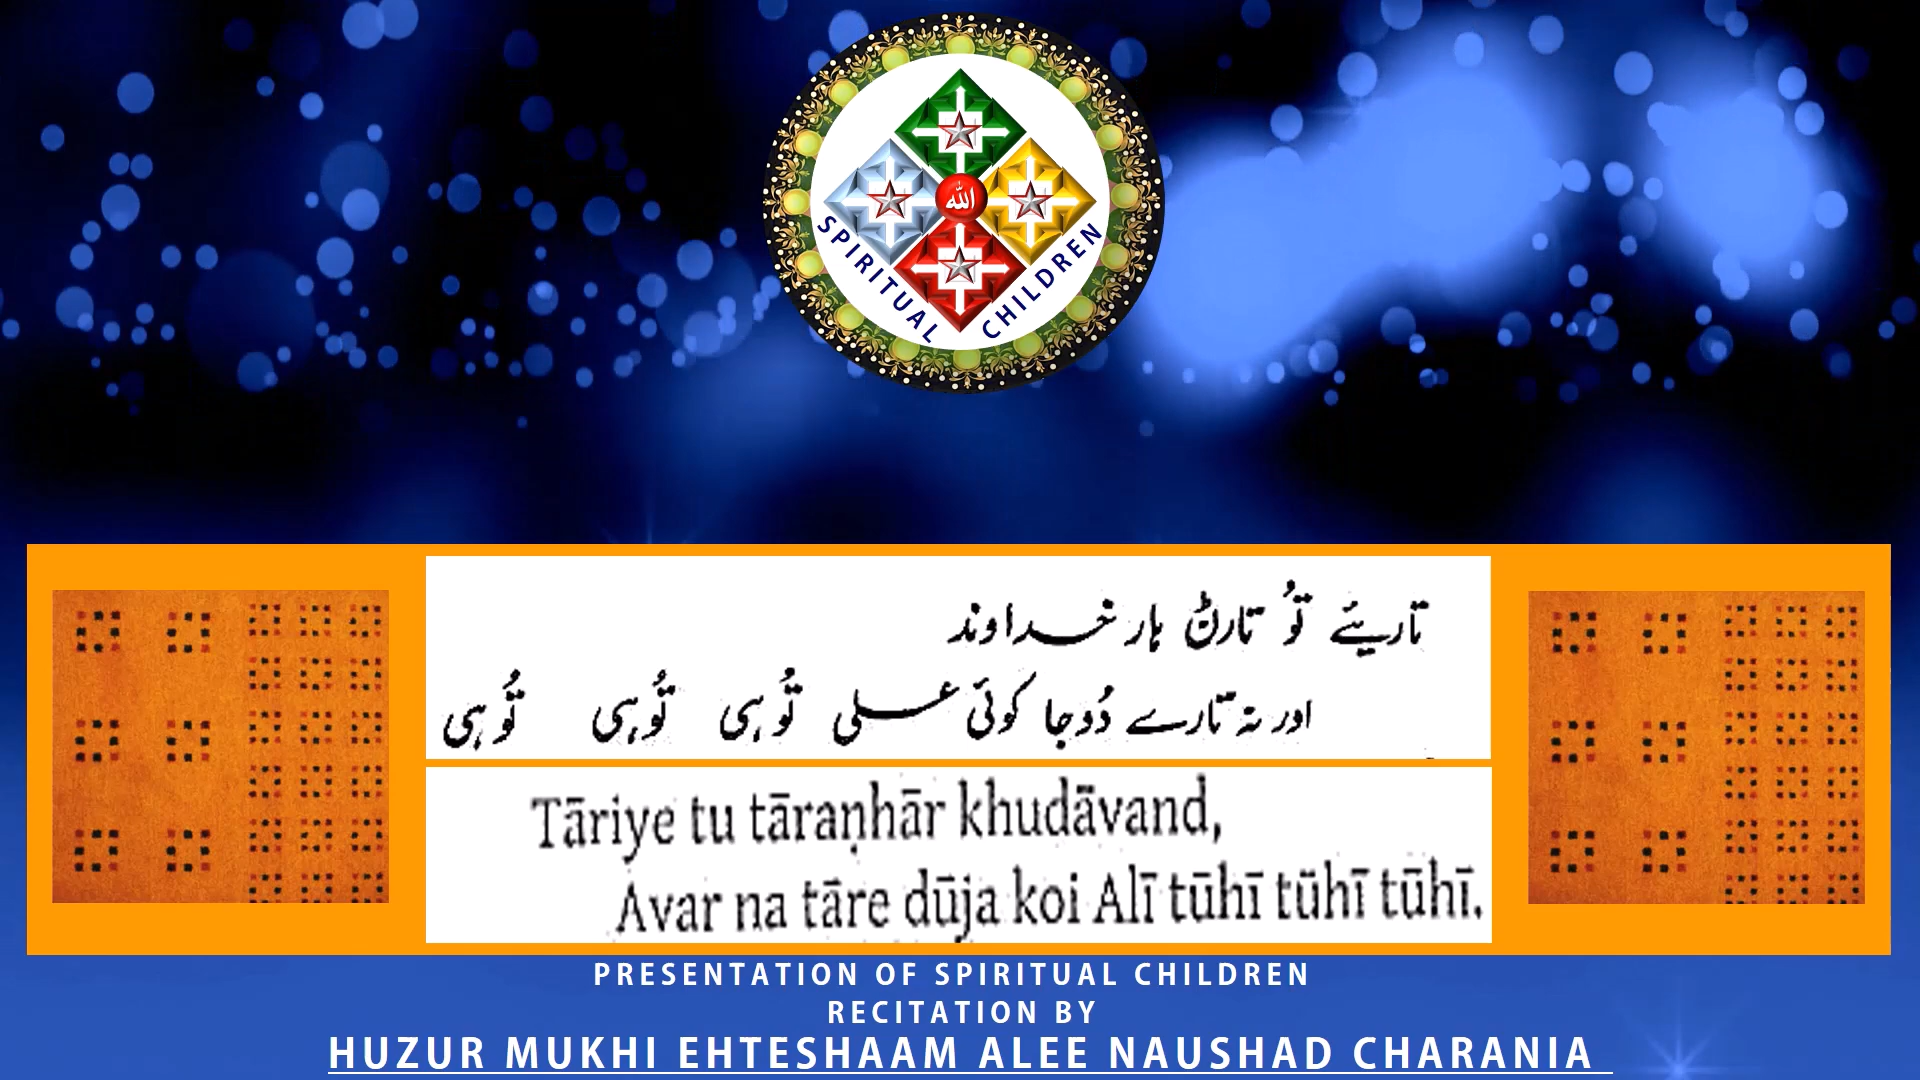 الله
SPIRITUAL CHILDREN
تاریئے تُو تارݨ ہار خداوند
اور نہ تارے دُوجا کوئی علی تُوہی تُوہی تُوہی
Tāriye tu tāraṇhār khudāvand,
Avar na tāre dūja koi Alī tūhī tūhī tūhī.
PRESENTATION OF SPIRITUAL CHILDREN
RECITATION BY
HUZUR MUKHI EHTESHAAM ALEE NAUSHAD CHARANIA